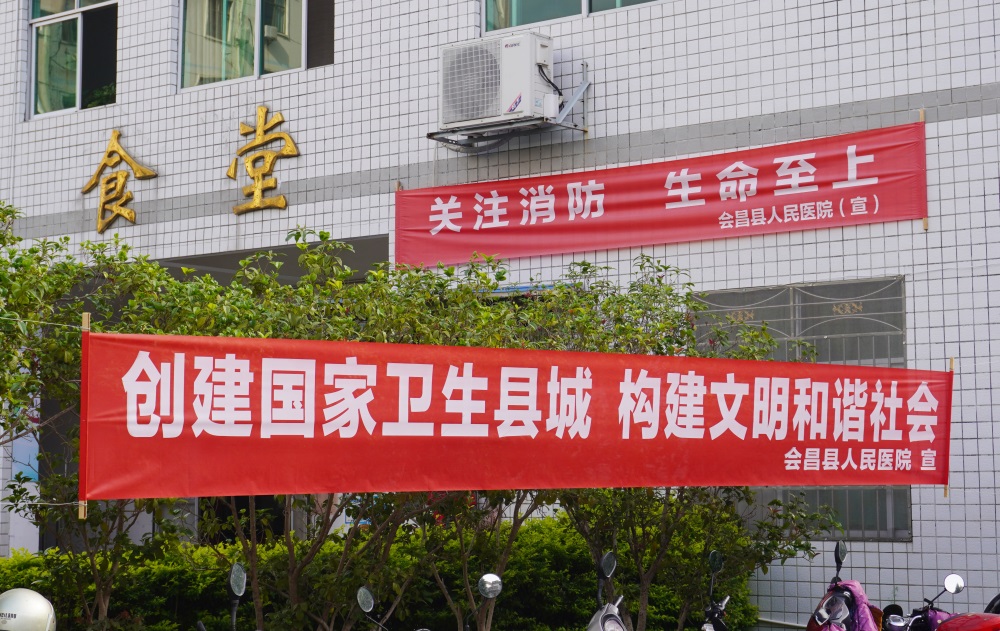 食堂
关注消防 生命至上
会昌县人民医院（宣）
创建国家卫生县城 构建文明和谐社会
会昌县人民医院 宣